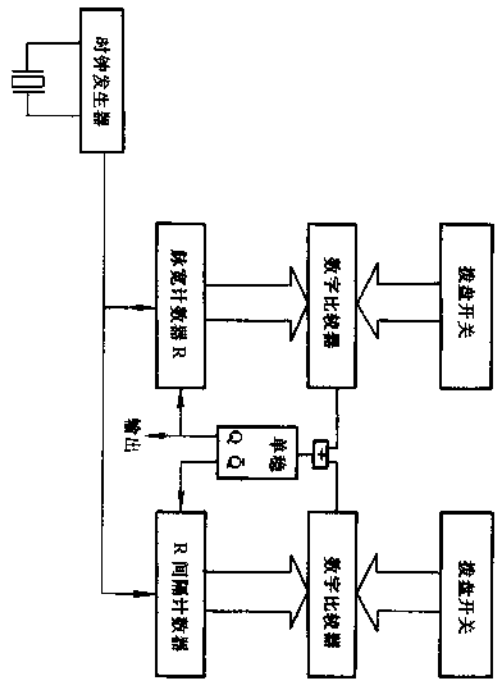 拨盘开关
拨盘开关
数字比较器
+
数字比较器
单稳
Q Q̄
脉宽计数器 R
R 间隔计数器
输出
时钟发生器